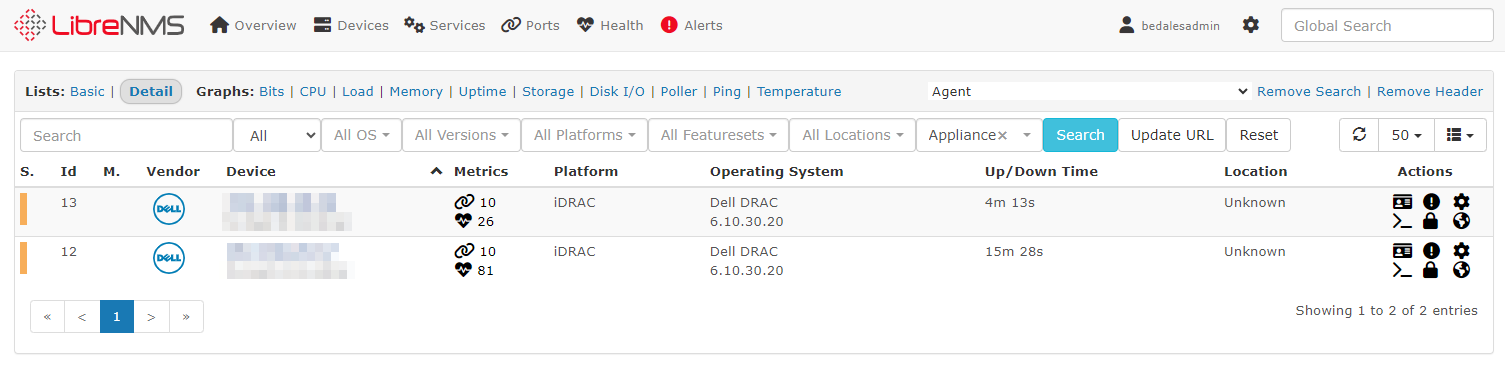 LibreNMS Overview Devices Services Ports Health Alerts bedalesadmin Global Search
Lists: Basic | Detail Graphs: Bits | CPU | Load | Memory | Uptime | Storage | Disk I/O | Poller | Ping | Temperature Agent Remove Search | Remove Header
Search All All OS All Versions All Platforms All Featuresets All Locations Appliance× Search Update URL Reset 50
S. Id M. Vendor Device Metrics Platform Operating System Up/Down Time Location Actions
13 DELL 10 iDRAC Dell DRAC 4m 13s Unknown
26 6.10.30.20
12 DELL 10 iDRAC Dell DRAC 15m 28s Unknown
81 6.10.30.20
« < 1 > » Showing 1 to 2 of 2 entries